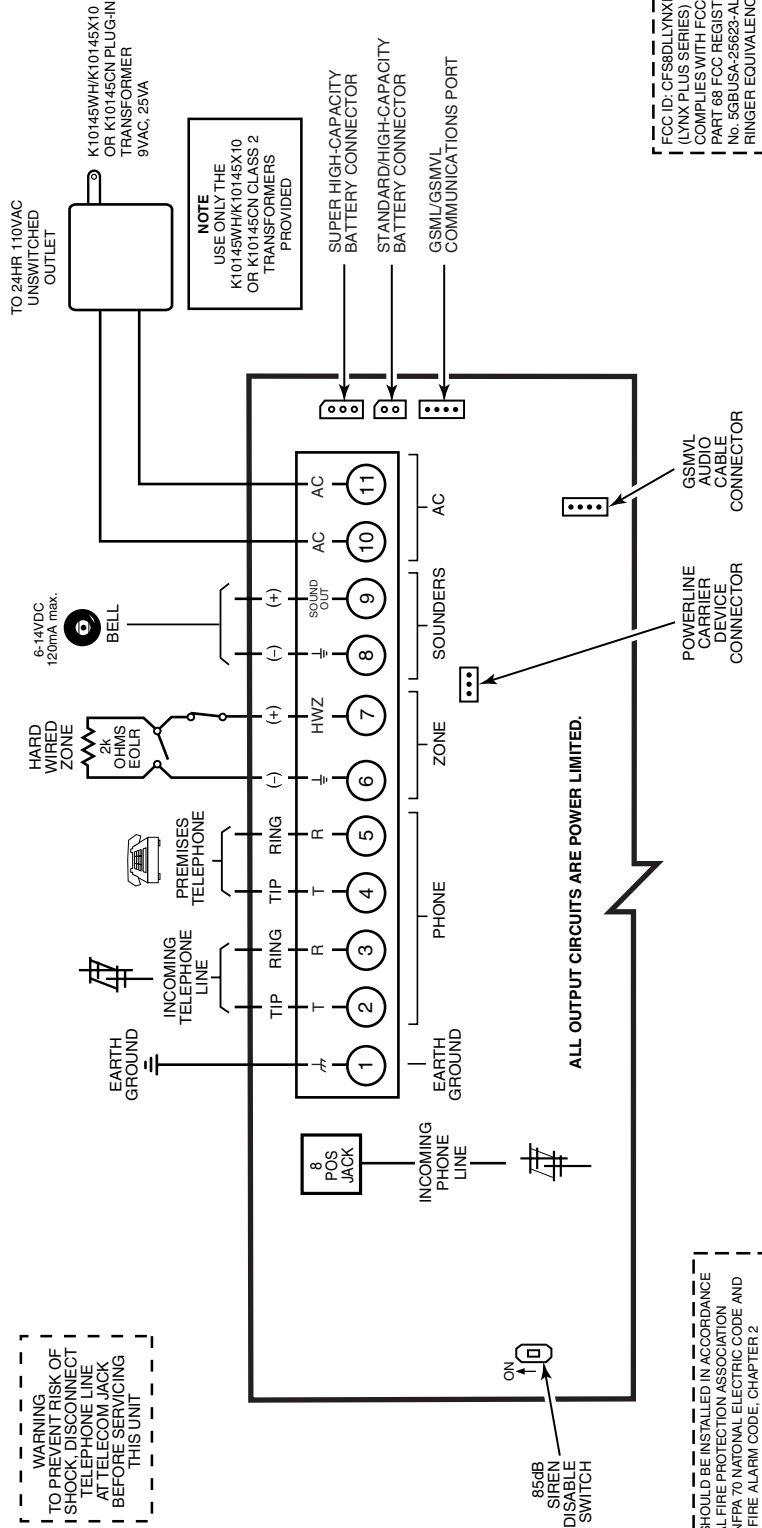 WARNING
TO PREVENT RISK OF
SHOCK, DISCONNECT
TELEPHONE LINE
AT TELECOM JACK
BEFORE SERVICING
THIS UNIT
EARTH
GROUND
INCOMING
TELEPHONE
LINE
PREMISES
TELEPHONE
HARD
WIRED
ZONE
2k
OHMS
EOLR
6-14VDC
120mA max.
BELL
TO 24HR 110VAC
UNSWITCHED
OUTLET
K10145WH/K10145X10
OR K10145CN PLUG-IN
TRANSFORMER
9VAC, 25VA
NOTE
USE ONLY THE
K10145WH/K10145X10
OR K10145CN CLASS 2
TRANSFORMERS
PROVIDED
TIP RING TIP RING (–) (+) (–) (+)
T R T R HWZ SOUND OUT AC AC
1 2 3 4 5 6 7 8 9 10 11
EARTH
GROUND
PHONE
ZONE
SOUNDERS
AC
8
POS
JACK
INCOMING
PHONE
LINE
SUPER HIGH-CAPACITY
BATTERY CONNECTOR
STANDARD/HIGH-CAPACITY
BATTERY CONNECTOR
GSML/GSMVL
COMMUNICATIONS PORT
ON
85dB
SIREN
DISABLE
SWITCH
ALL OUTPUT CIRCUITS ARE POWER LIMITED.
POWERLINE
CARRIER
DEVICE
CONNECTOR
GSMVL
AUDIO
CABLE
CONNECTOR
SHOULD BE INSTALLED IN ACCORDANCE
FIRE PROTECTION ASSOCIATION
NFPA 70 NATONAL ELECTRIC CODE AND
FIRE ALARM CODE, CHAPTER 2
FCC ID:
(LYNX PLUS SERIES)
COMPLIES WITH FCC
PART 68 FCC
No.
RINGER